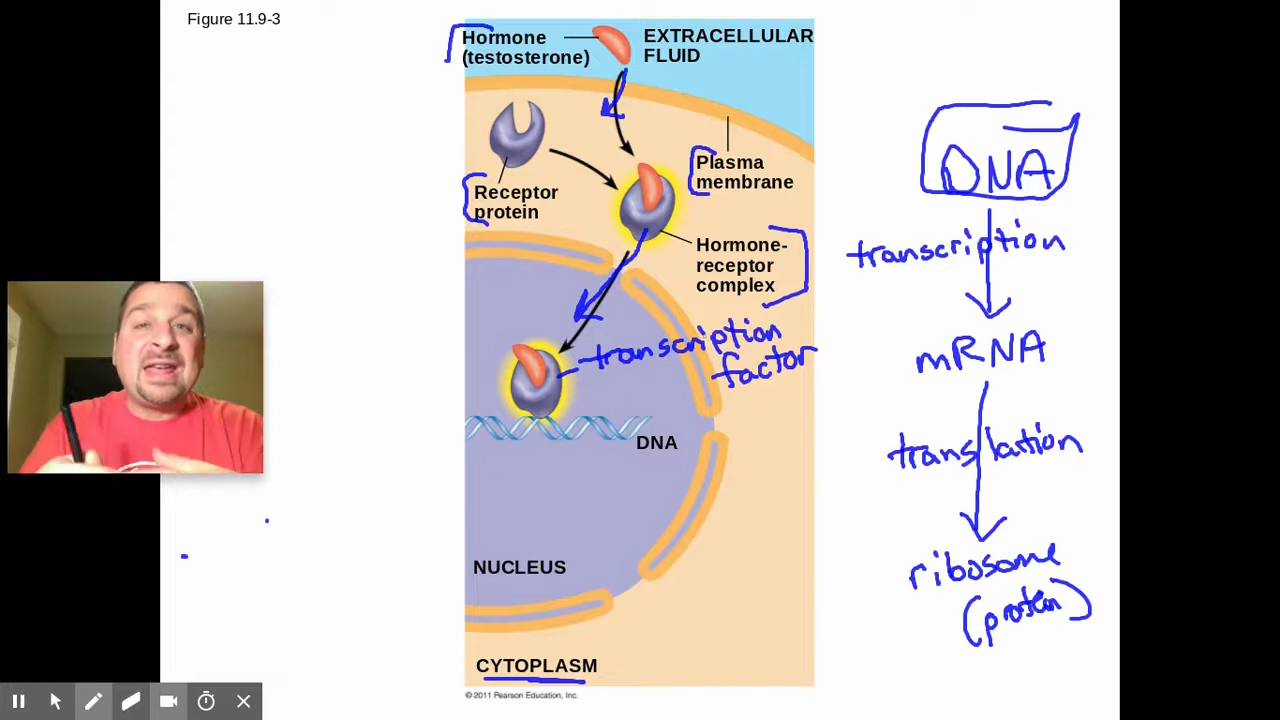 Figure 11.9-3
Hormone
(testosterone)
EXTRACELLULAR
FLUID
Plasma
membrane
Receptor
protein
Hormone-
receptor
complex
transcription
factor
DNA
NUCLEUS
CYTOPLASM
© 2011 Pearson Education, Inc.
DNA
transcription
mRNA
translation
ribosome
(protein)